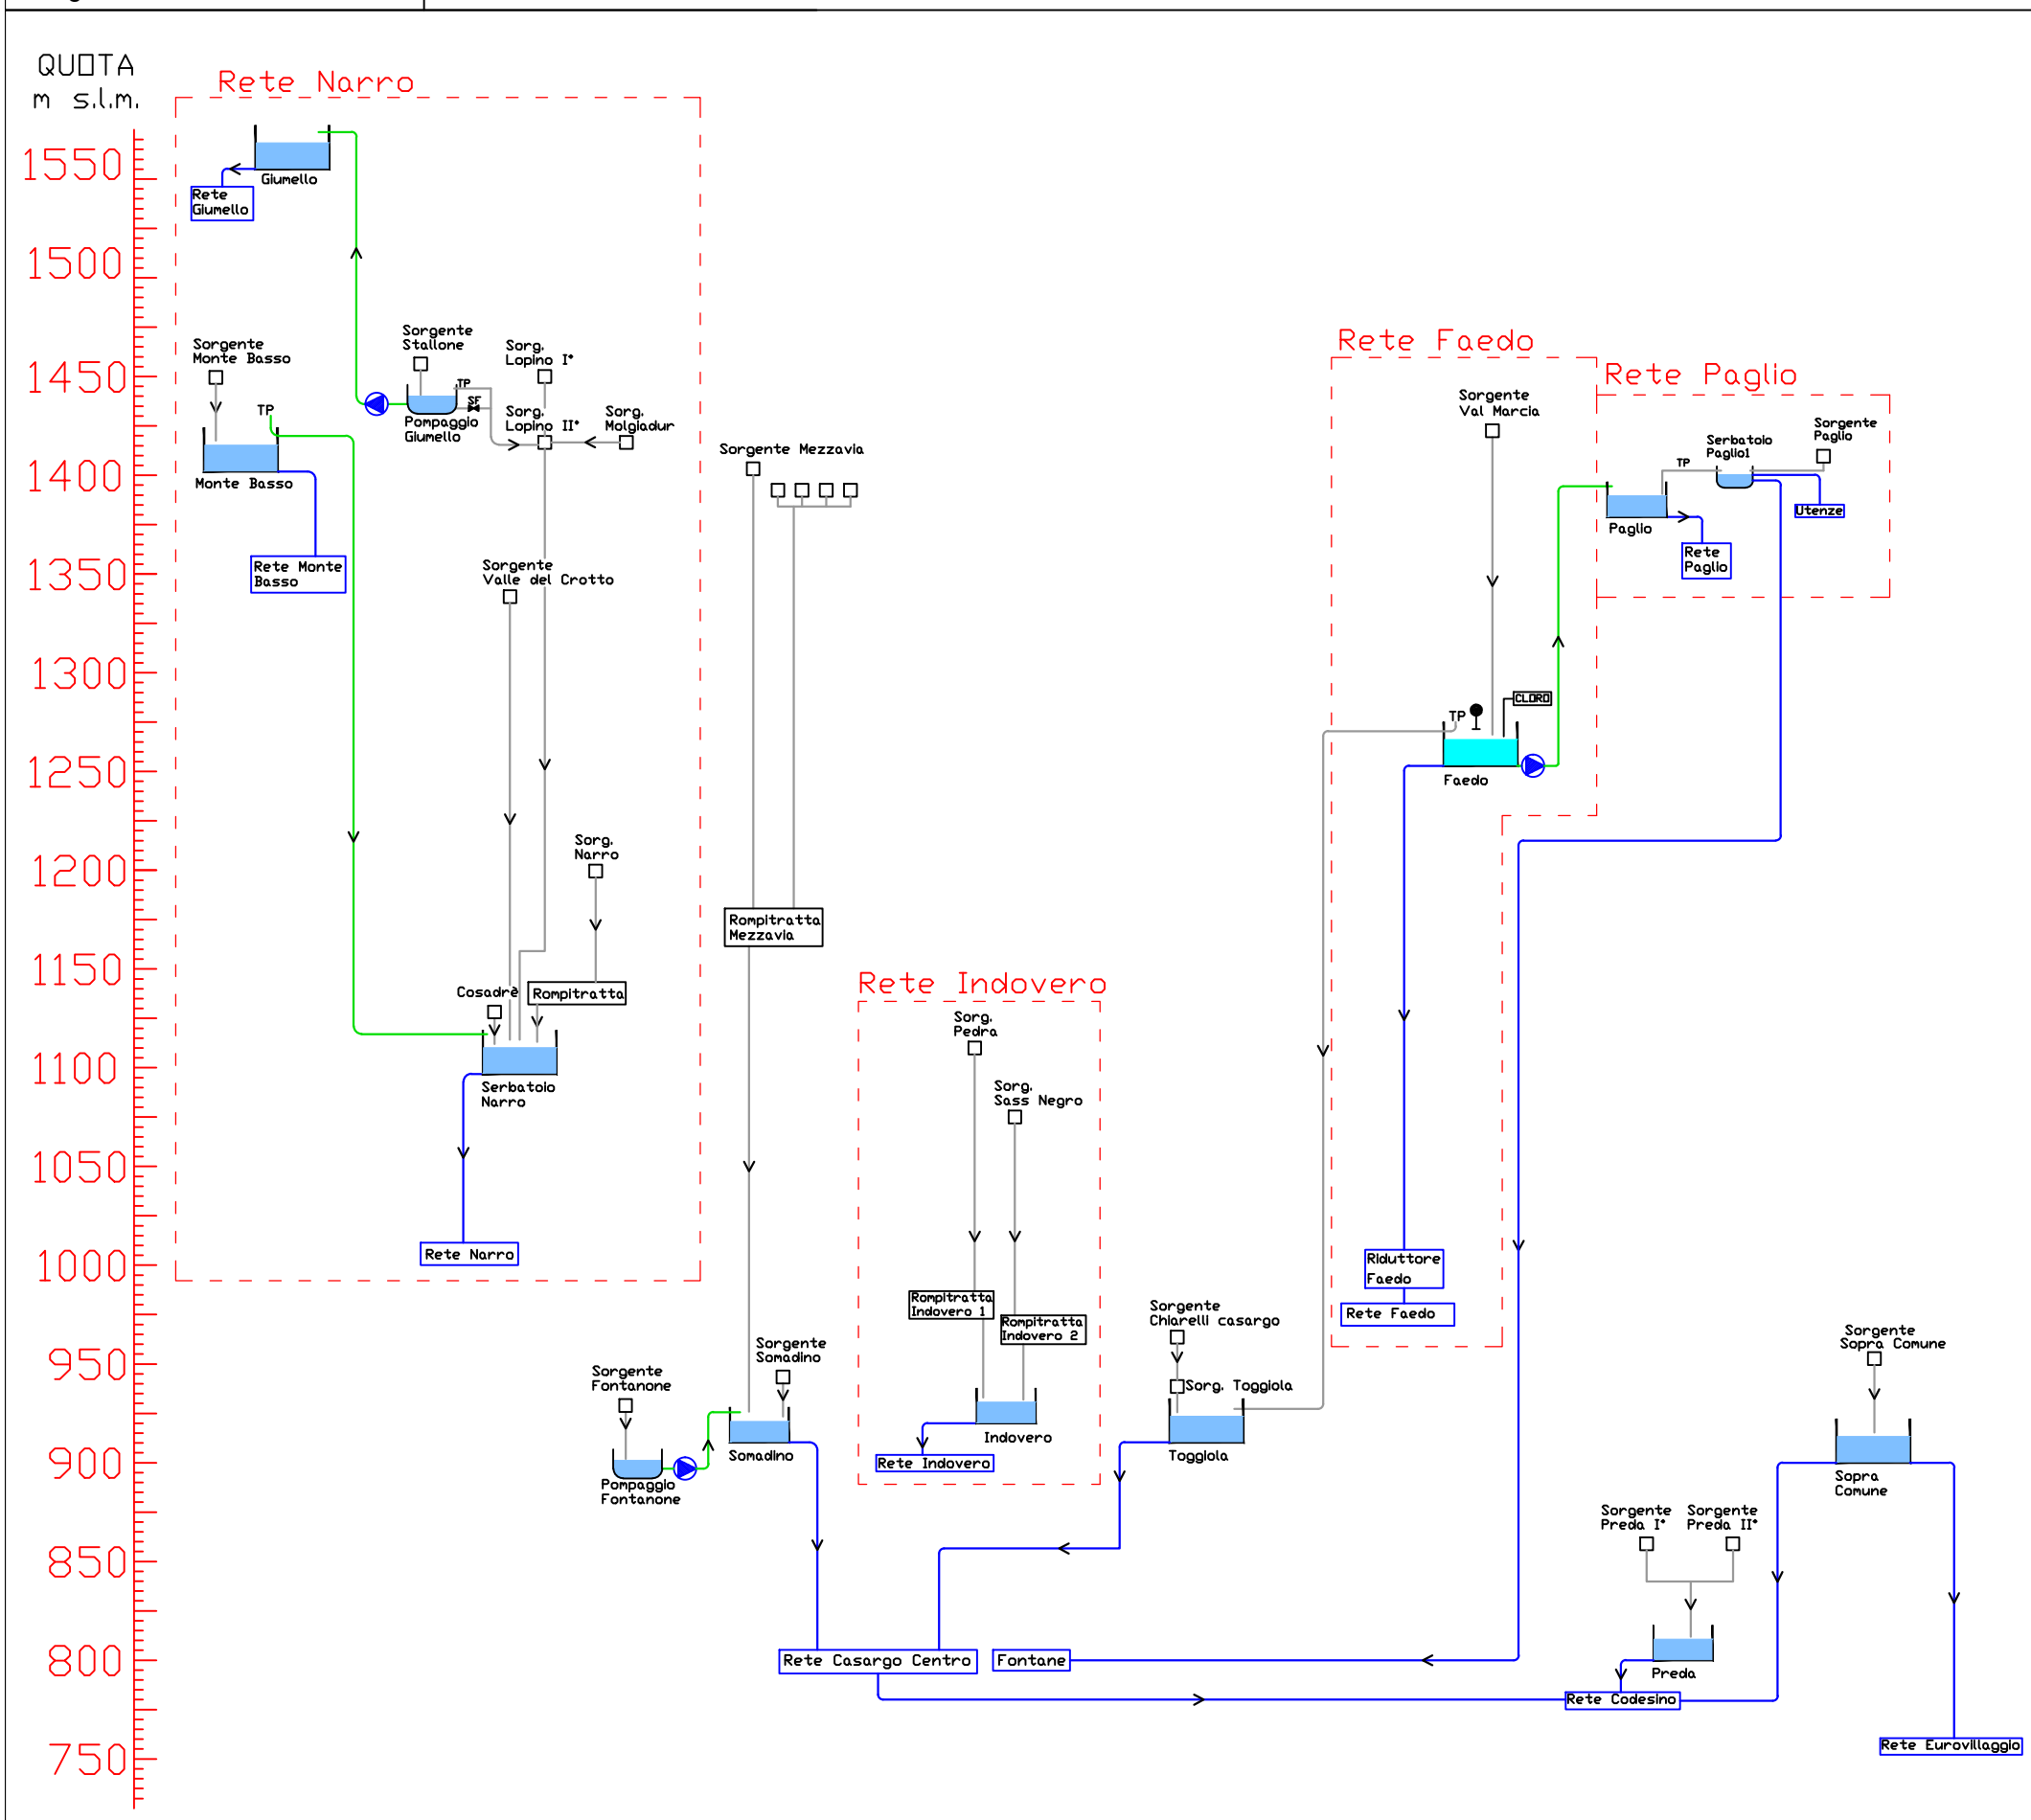 QUOTA
m s.l.m.
1550
1500
1450
1400
1350
1300
1250
1200
1150
1100
1050
1000
950
900
850
800
750
Rete Narro
Giumello
Rete
Giumello
Sorgente
Monte Basso
TP
Monte Basso
Rete Monte
Basso
Sorgente
Stallone
TP
SF
Pompaggio
Giumello
Sorg.
Lopino I°
Sorg.
Lopino II°
Sorg.
Molgiadur
Sorgente
Valle del Crotto
Sorg.
Narro
Cosadrè
Rompitratta
Serbatoio
Narro
Rete Narro
Sorgente Mezzavia
Rompitratta
Mezzavia
Sorgente
Fontanone
Pompaggio
Fontanone
Sorgente
Somadino
Somadino
Rete Indovero
Sorg.
Pedra
Sorg.
Sass Negro
Rompitratta
Indovero 1
Rompitratta
Indovero 2
Indovero
Rete Indovero
Sorgente
Chiarelli casargo
Sorg. Toggiola
Toggiola
Rete Faedo
Sorgente
Val Marcia
CLORO
TP
Faedo
Riduttore
Faedo
Rete Faedo
Rete Paglio
Sorgente
Paglio
Serbatoio
Paglio1
TP
Utenze
Paglio
Rete
Paglio
Sorgente
Sopra Comune
Sopra
Comune
Sorgente
Preda I°
Sorgente
Preda II°
Preda
Rete Casargo Centro
Fontane
Rete Codesino
Rete Eurovillaggio